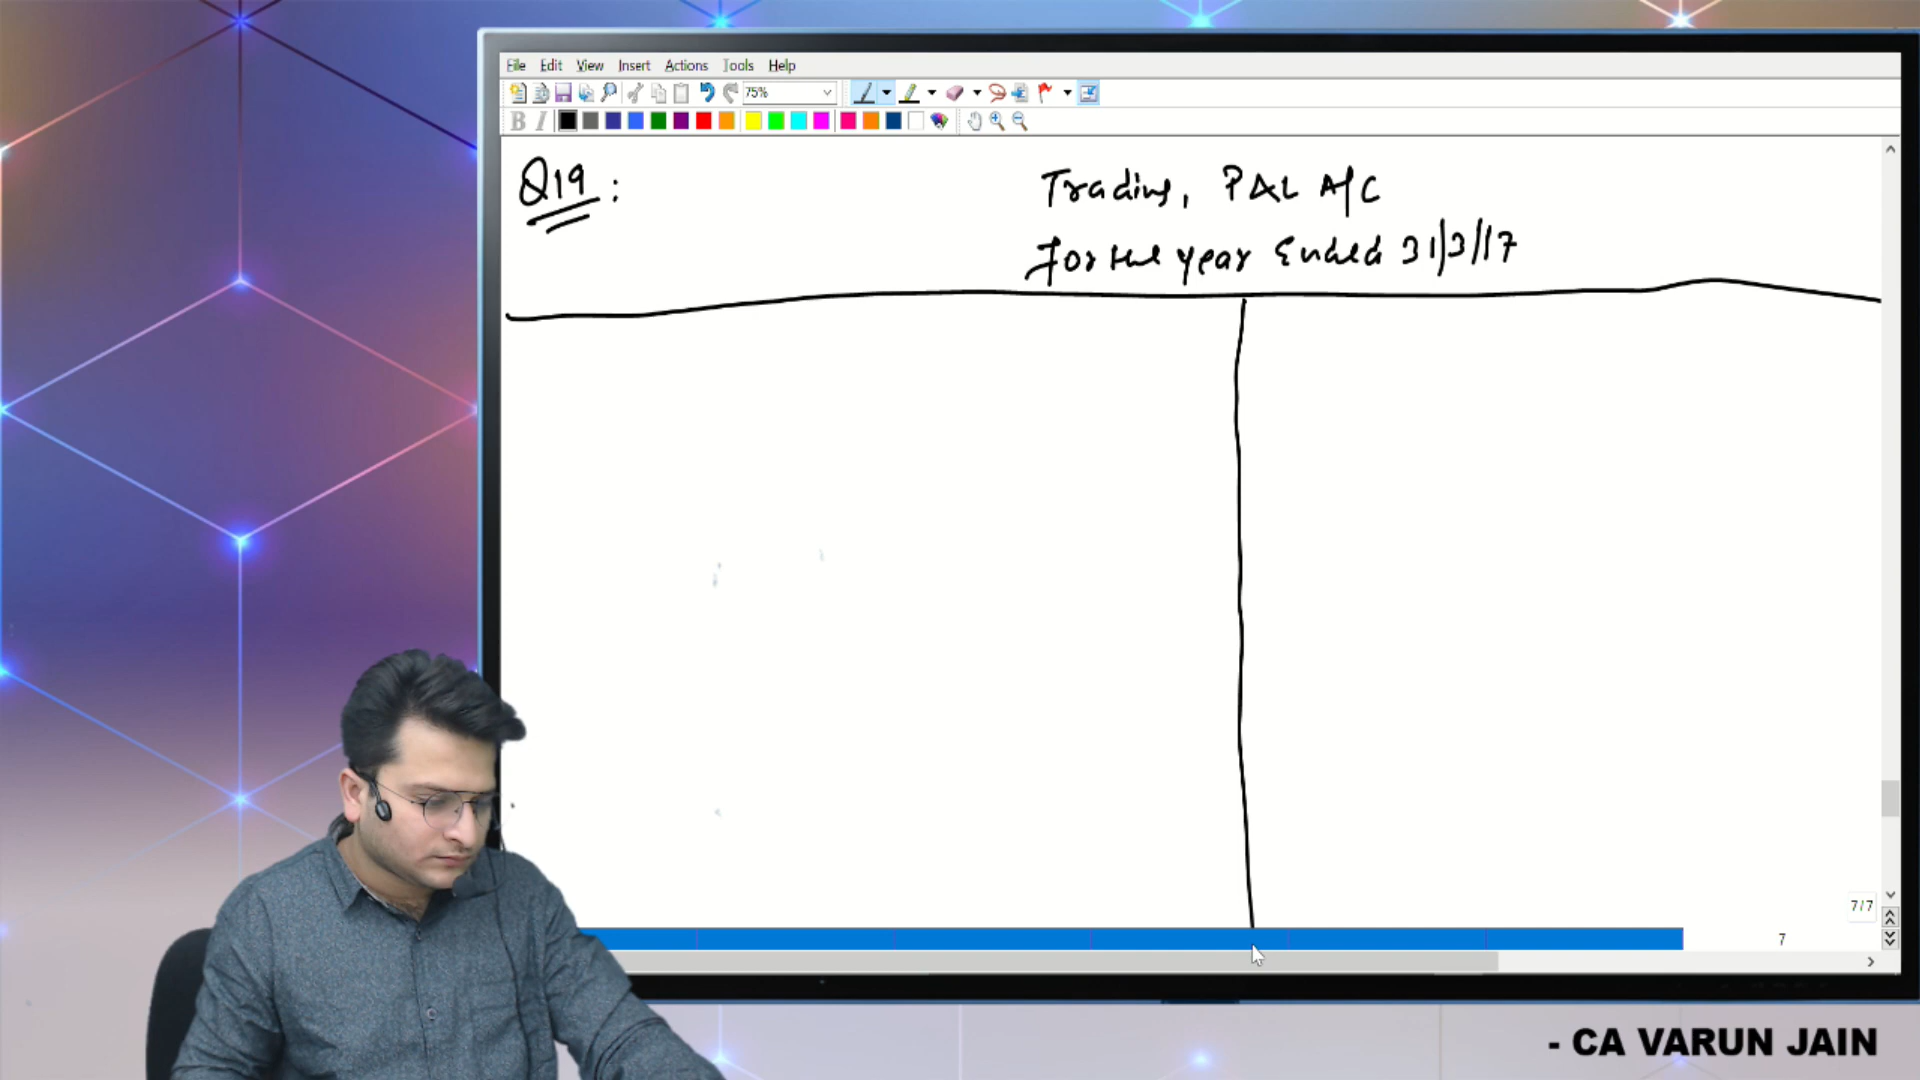 File Edit View Insert Actions Tools Help
75%
B I
Q19 :
Trading, P&L A/C
For the year Ended 31/3/17
7/7
7
- CA VARUN JAIN